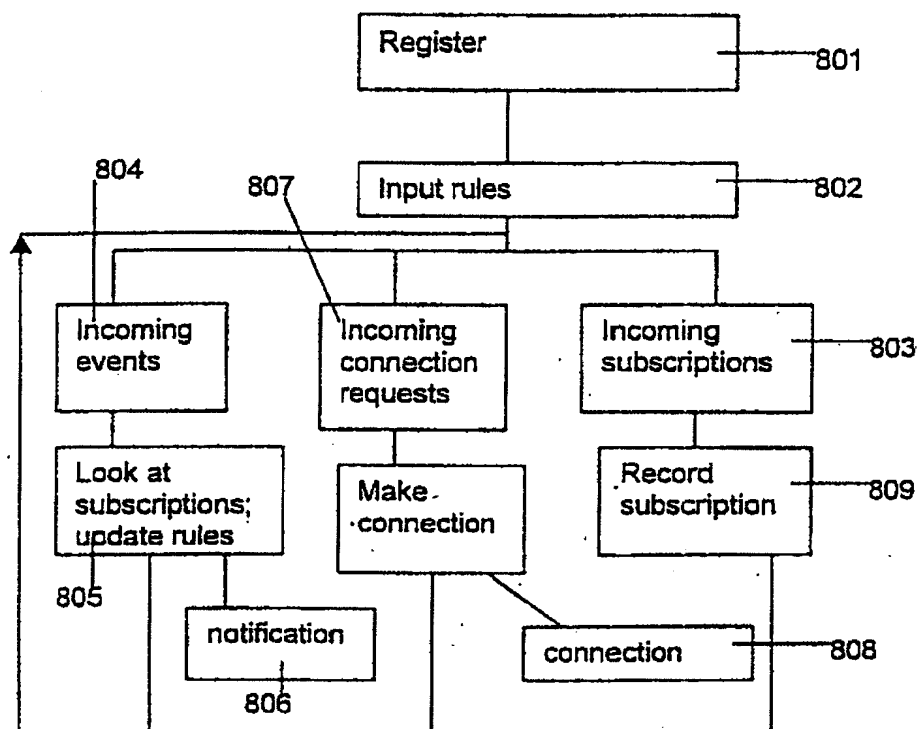 Register
801
804
807
Input rules
802
Incoming
events
Incoming
connection
requests
Incoming
subscriptions
803
Look at
subscriptions;
update rules
Make
connection
Record
subscription
809
805
notification
806
connection
808